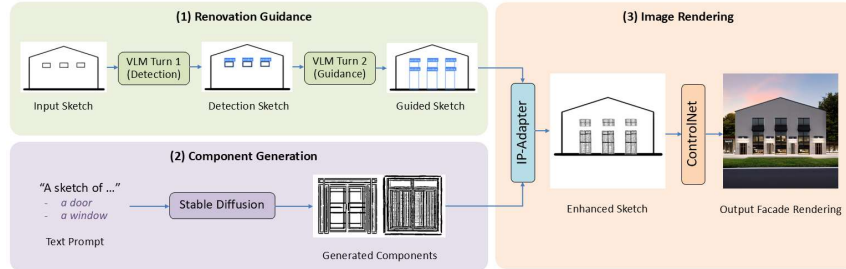 (1) Renovation Guidance
VLM Turn 1
(Detection)
VLM Turn 2
(Guidance)
Input Sketch
Detection Sketch
Guided Sketch
(2) Component Generation
“A sketch of ...”
- a door
- a window
Text Prompt
Stable Diffusion
Generated Components
(3) Image Rendering
IP-Adapter
Enhanced Sketch
ControlNet
Output Facade Rendering